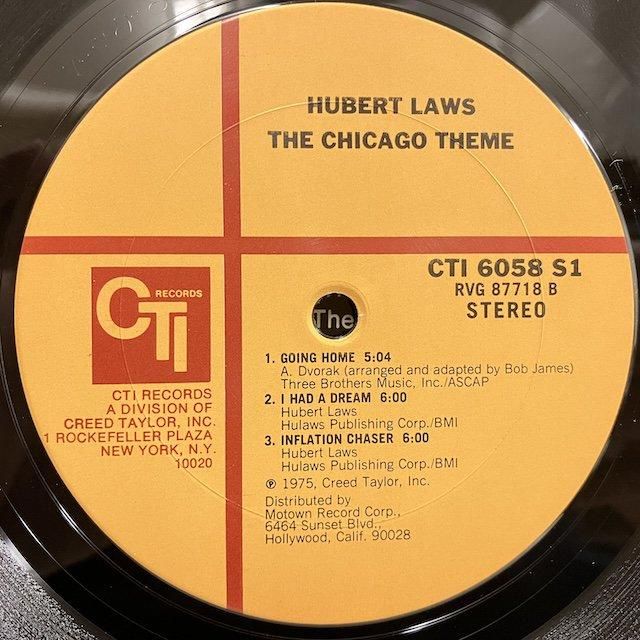 HUBERT LAWS
THE CHICAGO THEME
CTI 6058 S1
RVG 87718 B
STEREO
CTI RECORDS
The
1. GOING HOME 5:04
A. Dvorak (arranged and adapted by Bob James)
Three Brothers Music, Inc./ASCAP
2. I HAD A DREAM 6:00
Hubert Laws
Hulaws Publishing Corp./BMI
3. INFLATION CHASER 6:00
Hubert Laws
Hulaws Publishing Corp./BMI
℗ 1975, Creed Taylor, Inc.
Distributed by
Motown Record Corp.,
6464 Sunset Blvd.,
Hollywood, Calif. 90028
CTI RECORDS
A DIVISION OF
CREED TAYLOR, INC.
1 ROCKEFELLER PLAZA
NEW YORK, N.Y.
10020